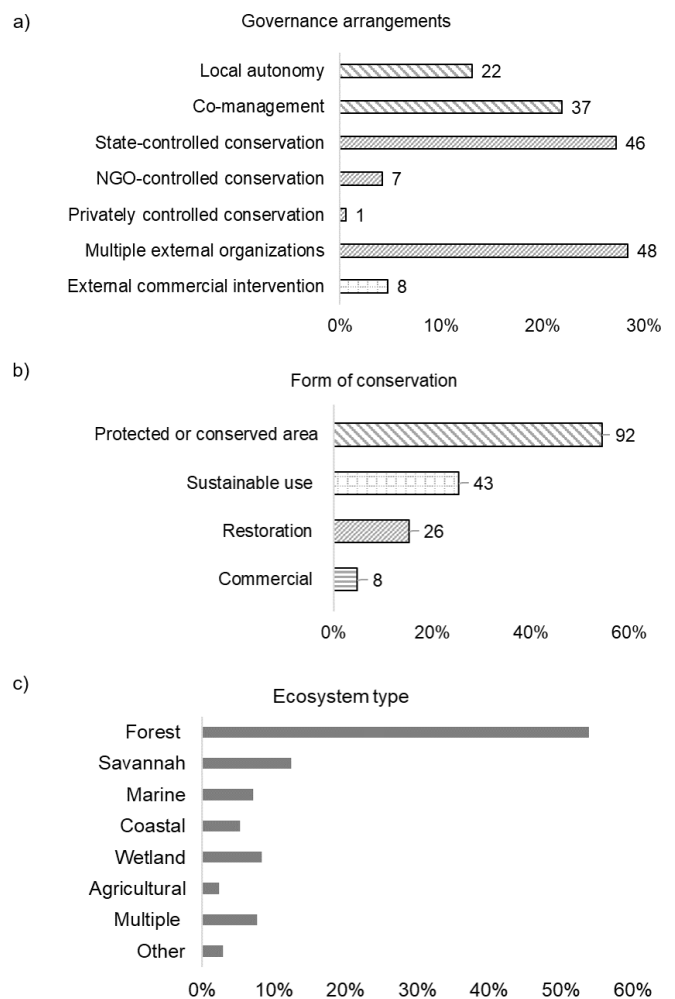 a)
Governance arrangements
Local autonomy 22
Co-management 37
State-controlled conservation 46
NGO-controlled conservation 7
Privately controlled conservation 1
Multiple external organizations 48
External commercial intervention 8
0% 10% 20% 30%
b)
Form of conservation
Protected or conserved area 92
Sustainable use 43
Restoration 26
Commercial 8
0% 20% 40% 60%
c)
Ecosystem type
Forest
Savannah
Marine
Coastal
Wetland
Agricultural
Multiple
Other
0% 10% 20% 30% 40% 50% 60%